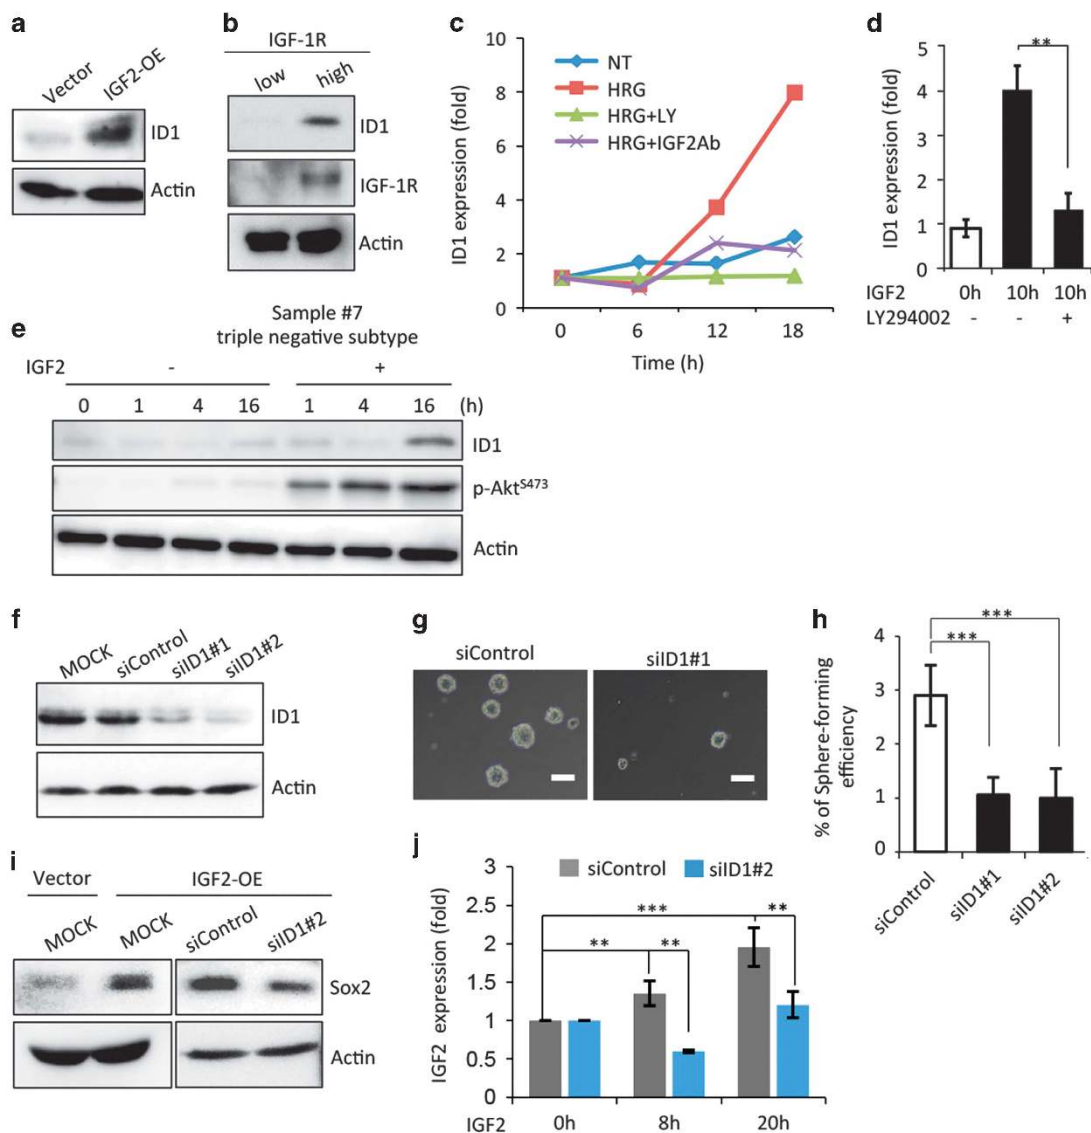 a
Vector
IGF2-OE
ID1
Actin
b
IGF-1R
low
high
ID1
IGF-1R
Actin
c
ID1 expression (fold)
10
8
6
4
2
0
NT
HRG
HRG+LY
HRG+IGF2Ab
0 6 12 18
Time (h)
d
ID1 expression (fold)
5
4
3
2
1
0
**
IGF2 0h 10h 10h
LY294002 - - +
e
Sample #7
triple negative subtype
IGF2 - +
0 1 4 16 1 4 16 (h)
ID1
p-AktS473
Actin
f
MOCK
siControl
siID1#1
siID1#2
ID1
Actin
g
siControl
siID1#1
h
% of Sphere-forming
efficiency
4
3
2
1
0
***
***
siControl
siID1#1
siID1#2
i
Vector IGF2-OE
MOCK
MOCK
siControl
siID1#2
Sox2
Actin
j
IGF2 expression (fold)
3
2.5
2
1.5
1
0.5
0
siControl siID1#2
*** **
** **
IGF2 0h 8h 20h